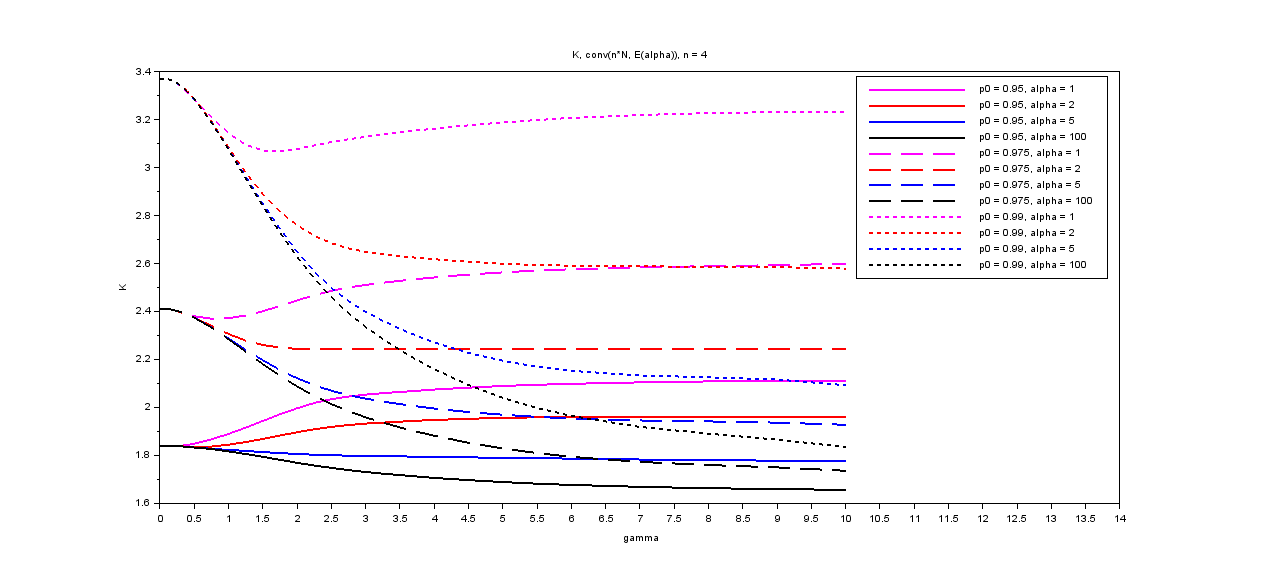 K, conv(n*N, E(alpha)), n = 4
3.4
3.2
3
2.8
2.6
2.4
2.2
2
1.8
1.6
K
0 0.5 1 1.5 2 2.5 3 3.5 4 4.5 5 5.5 6 6.5 7 7.5 8 8.5 9 9.5 10 10.5 11 11.5 12 12.5 13 13.5 14
gamma
p0 = 0.95, alpha = 1
p0 = 0.95, alpha = 2
p0 = 0.95, alpha = 5
p0 = 0.95, alpha = 100
p0 = 0.975, alpha = 1
p0 = 0.975, alpha = 2
p0 = 0.975, alpha = 5
p0 = 0.975, alpha = 100
p0 = 0.99, alpha = 1
p0 = 0.99, alpha = 2
p0 = 0.99, alpha = 5
p0 = 0.99, alpha = 100